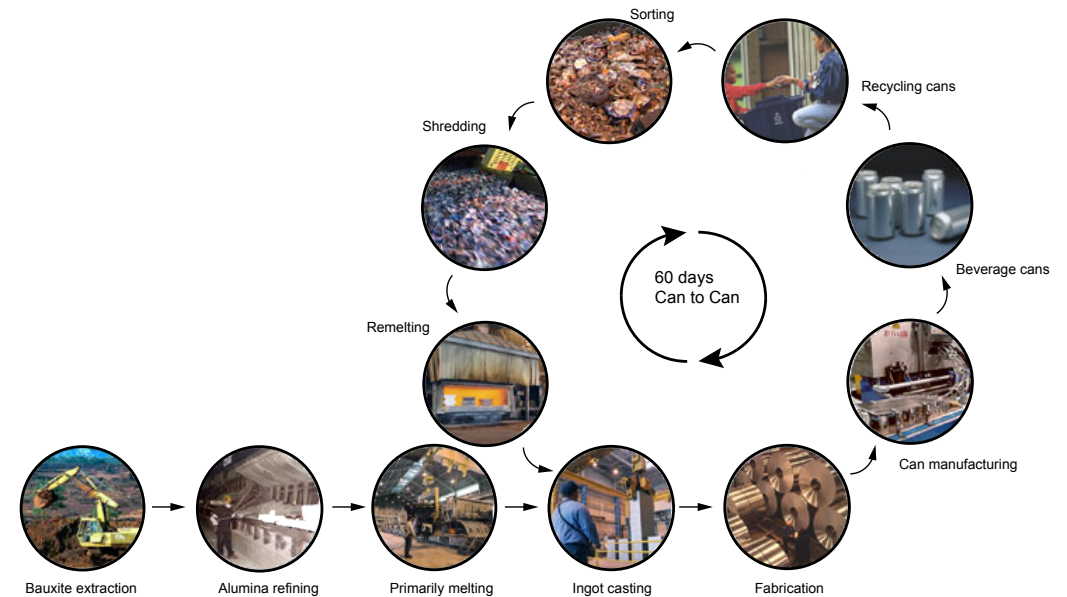 Sorting
Recycling cans
Shredding
Beverage cans
60 days
Can to Can
Remelting
Can manufacturing
Bauxite extraction
Alumina refining
Primarily melting
Ingot casting
Fabrication